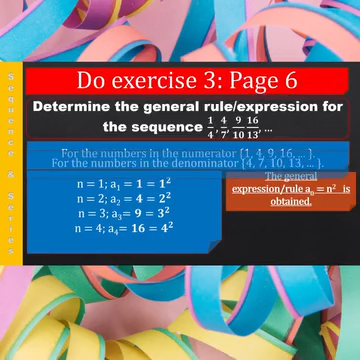 Sequence & Series
Do exercise 3: Page 6
Determine the general rule/expression for
the sequence 1/4, 4/7, 9/10, 16/13, ...
For the numbers in the numerator {1, 4, 9, 16, ... }.
For the numbers in the denominator {4, 7, 10, 13, ... }.
n = 1; a₁ = 1 = 1²
n = 2; a₂ = 4 = 2²
n = 3; a₃= 9 = 3²
n = 4; a₄= 16 = 4²
The general
expression/rule aₙ = n² is
obtained.